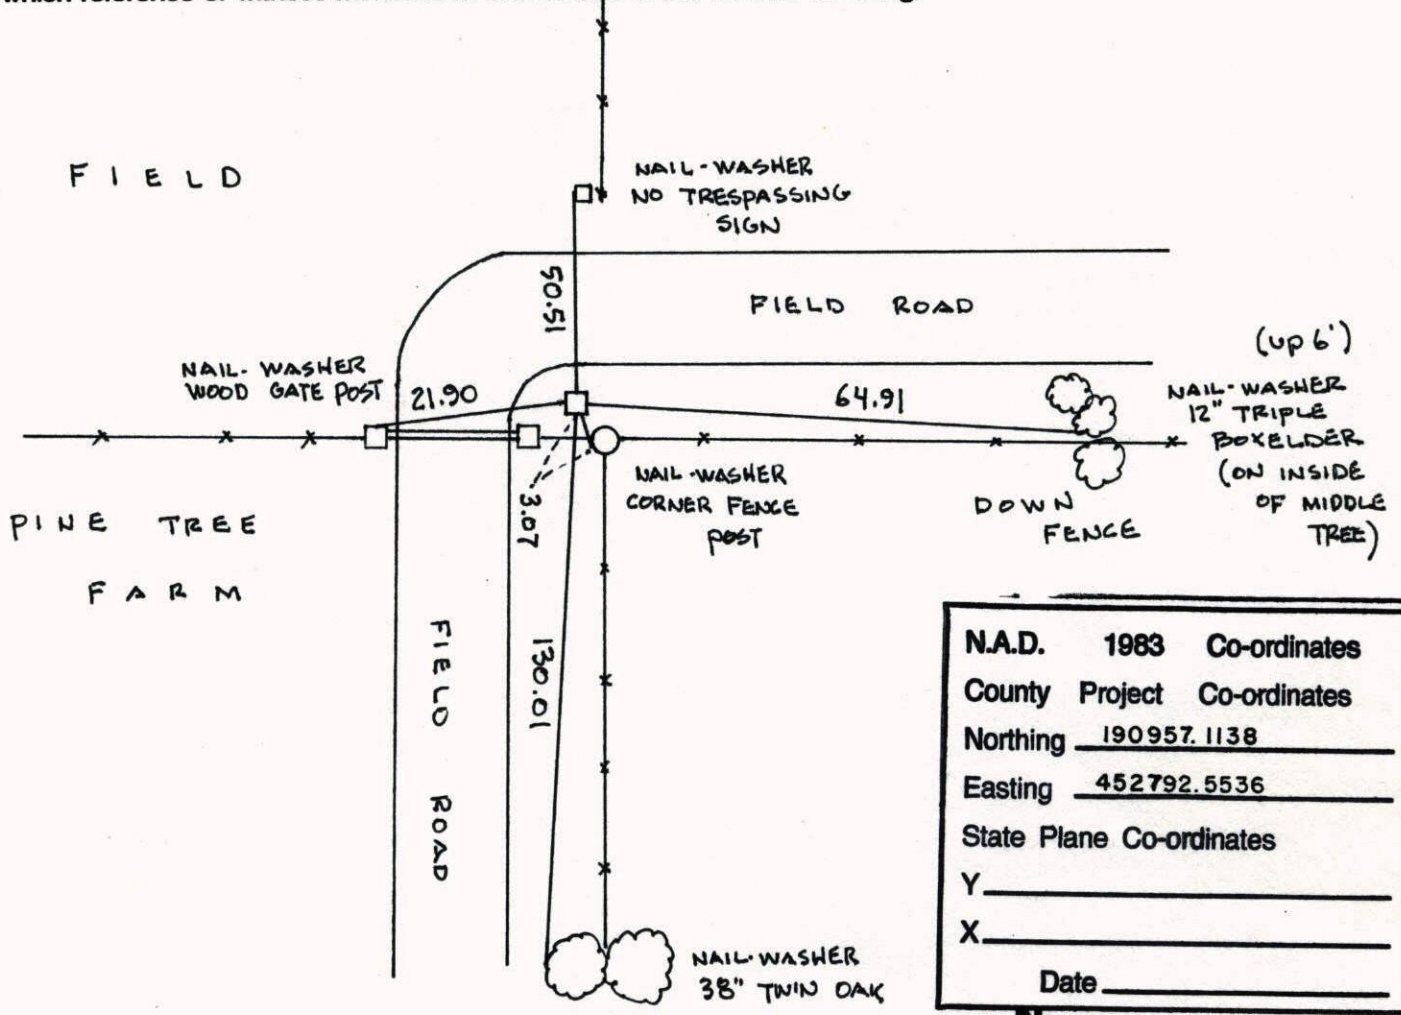 FIELD
NAIL-WASHER
NO TRESPASSING
SIGN
50.51
FIELD ROAD
(UP 6')
NAIL-WASHER
WOOD GATE POST
21.90
64.91
NAIL-WASHER
12" TRIPLE
BOXELDER
(ON INSIDE
OF MIDDLE
TREE)
NAIL-WASHER
CORNER FENCE
POST
3.07
DOWN
FENCE
PINE TREE
FARM
FIELD ROAD
130.01
NAIL-WASHER
38" TWIN OAK
N.A.D. 1983 Co-ordinates
County Project Co-ordinates
Northing 190957.1138
Easting 452792.5536
State Plane Co-ordinates
Y
X
Date